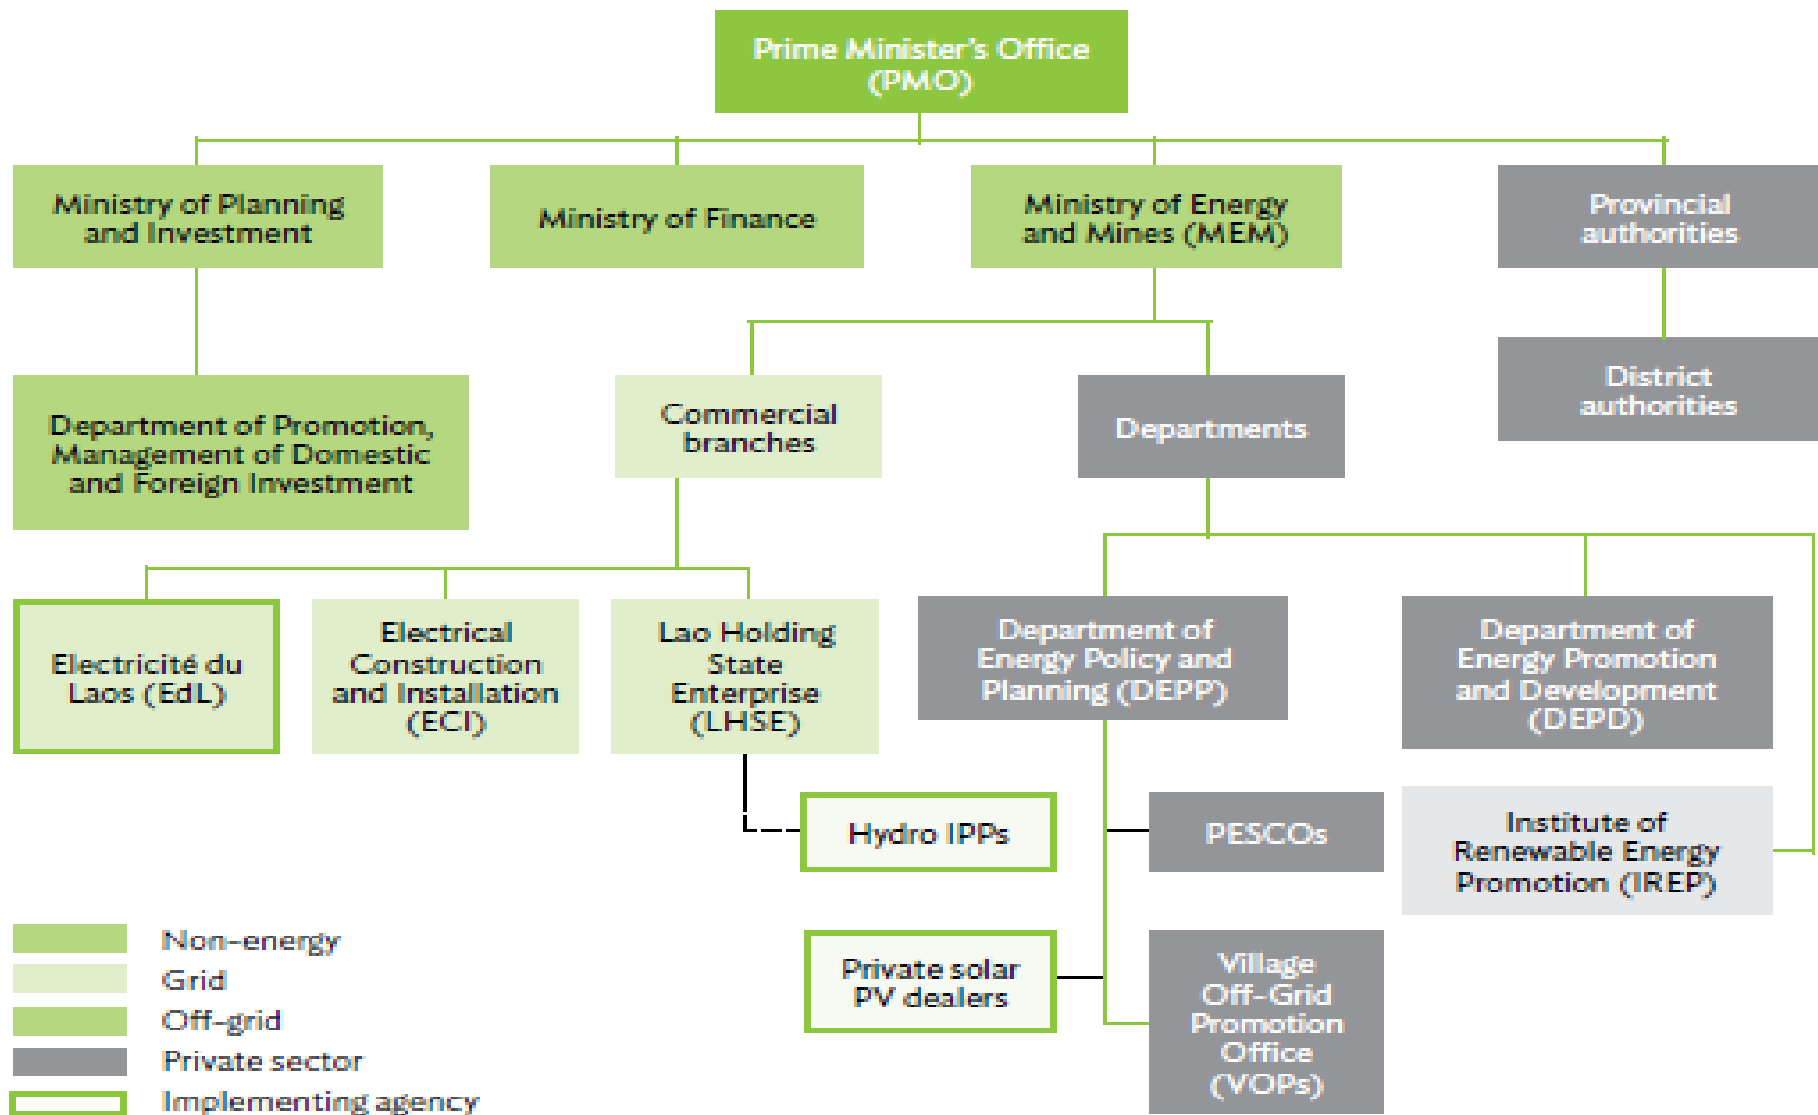 Prime Minister's Office
(PMO)
Ministry of Planning
and Investment
Ministry of Finance
Ministry of Energy
and Mines (MEM)
Provincial
authorities
Department of Promotion,
Management of Domestic
and Foreign Investment
Commercial
branches
Departments
District
authorities
Electricité du
Laos (EdL)
Electrical
Construction
and Installation
(ECI)
Lao Holding
State
Enterprise
(LHSE)
Department of
Energy Policy and
Planning (DEPP)
Department of
Energy Promotion
and Development
(DEPD)
Hydro IPPs
PESCOs
Institute of
Renewable Energy
Promotion (IREP)
Private solar
PV dealers
Village
Off-Grid
Promotion
Office
(VOPs)
Non-energy
Grid
Off-grid
Private sector
Implementing agency